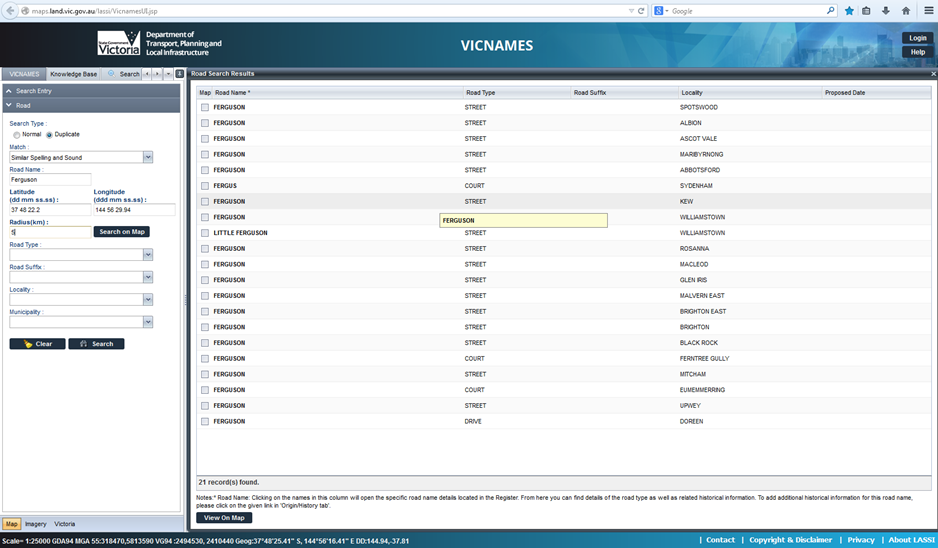 maps.land.vic.gov.au/lassi/VicnamesUI.jsp
Google
State Government
Victoria
Department of
Transport, Planning and
Local Infrastructure
VICNAMES
Login
Help
VICNAMES Knowledge Base Search
Search Entry
Road
Search Type :
Normal Duplicate
Match :
Similar Spelling and Sound
Road Name :
Ferguson
Latitude Longitude
(dd mm ss.ss) : (ddd mm ss.ss) :
37 48 22.2 144 56 29.94
Radius(km) :
5 Search on Map
Road Type :
Road Suffix :
Locality :
Municipality :
Clear Search
Map Imagery Victoria
Road Search Results
Map Road Name * Road Type Road Suffix Locality Proposed Date
FERGUSON STREET SPOTSWOOD
FERGUSON STREET ALBION
FERGUSON STREET ASCOT VALE
FERGUSON STREET MARIBYRNONG
FERGUSON STREET ABBOTSFORD
FERGUS COURT SYDENHAM
FERGUSON STREET KEW
FERGUSON WILLIAMSTOWN
FERGUSON
LITTLE FERGUSON STREET WILLIAMSTOWN
FERGUSON STREET ROSANNA
FERGUSON STREET MACLEOD
FERGUSON STREET GLEN IRIS
FERGUSON STREET MALVERN EAST
FERGUSON STREET BRIGHTON EAST
FERGUSON STREET BRIGHTON
FERGUSON STREET BLACK ROCK
FERGUSON COURT FERNTREE GULLY
FERGUSON STREET MITCHAM
FERGUSON COURT EUMEMMERRING
FERGUSON STREET UPWEY
FERGUSON DRIVE DOREEN
21 record(s) found.
Notes:* Road Name: Clicking on the names in this column will open the specific road name details located in the Register. From here you can find details of the road type as well as related historical information. To add additional historical information for this road name,
please click on the given link in 'Origin/History tab'.
View On Map
Scale= 1:25000 GDA94 MGA 55:318470,5813590 VG94 :2494530, 2410440 Geog:37°48'25.41" S, 144°56'16.41" E DD:144.94,-37.81
| Contact | Copyright & Disclaimer | Privacy | About LASSI